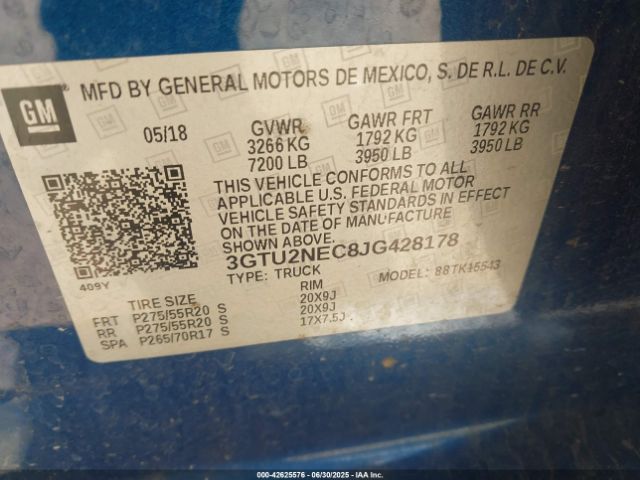 GM
MFD BY GENERAL MOTORS DE MEXICO, S. DE R.L. DE C.V.
05/18 GVWR GAWR FRT GAWR RR
3266 KG 1792 KG 1792 KG
7200 LB 3950 LB 3950 LB
THIS VEHICLE CONFORMS TO ALL
APPLICABLE U.S. FEDERAL MOTOR
VEHICLE SAFETY STANDARDS IN EFFECT
ON THE DATE OF MANUFACTURE
SHOWN ABOVE.
3GTU2NEC8JG428178
TYPE: TRUCK MODEL: 88TK15543
409Y
TIRE SIZE RIM
FRT P275/55R20 S 20X9J
RR P275/55R20 S 20X9J
SPA P265/70R17 S 17X7.5J
00-42625576 - 06/30/2025 - IAA Inc.